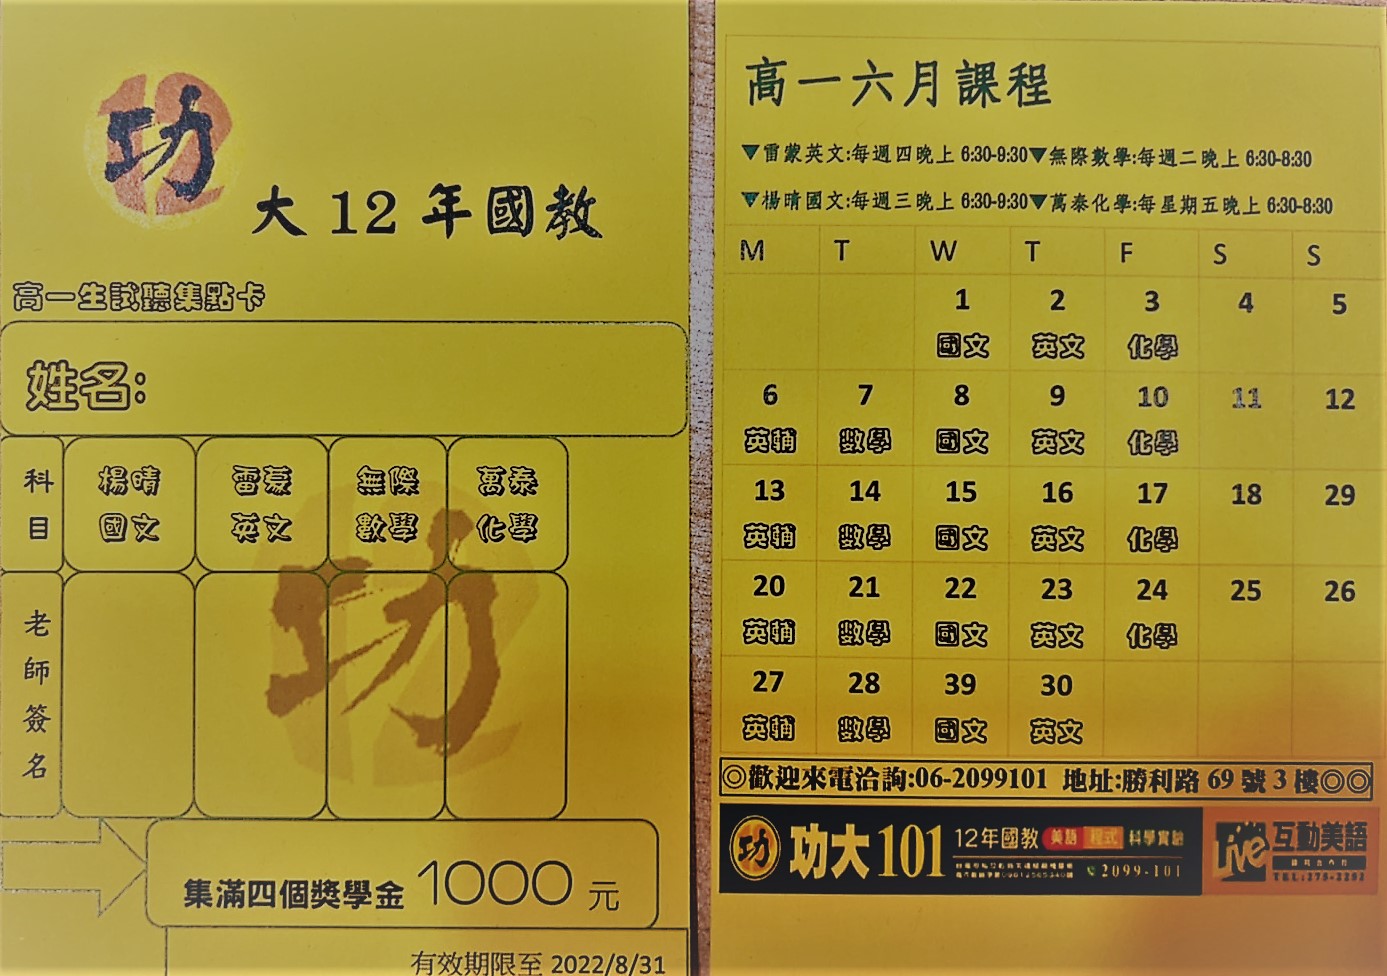 功
大 12 年國教
高一生試聽集點卡
姓名:
科目
楊晴國文
雷蒙英文
無際數學
萬泰化學
老師簽名
集滿四個獎學金 1000 元
有效期限至 2022/8/31
高一六月課程
▼雷蒙英文:每週四晚上 6:30-9:30▼無際數學:每週二晚上 6:30-8:30
▼楊晴國文:每週三晚上 6:30-9:30▼萬泰化學:每星期五晚上 6:30-8:30
M T W T F S S
1 2 3 4 5
國文 英文 化學
6 7 8 9 10 11 12
英輔 數學 國文 英文 化學
13 14 15 16 17 18 29
英輔 數學 國文 英文 化學
20 21 22 23 24 25 26
英輔 數學 國文 英文 化學
27 28 39 30
英輔 數學 國文 英文
◎歡迎來電洽詢:06-2099101 地址:勝利路 69 號 3 樓◎◎
功 功大101 12年國教 美語 程式 科學實驗
2099-101
Live 互動美語